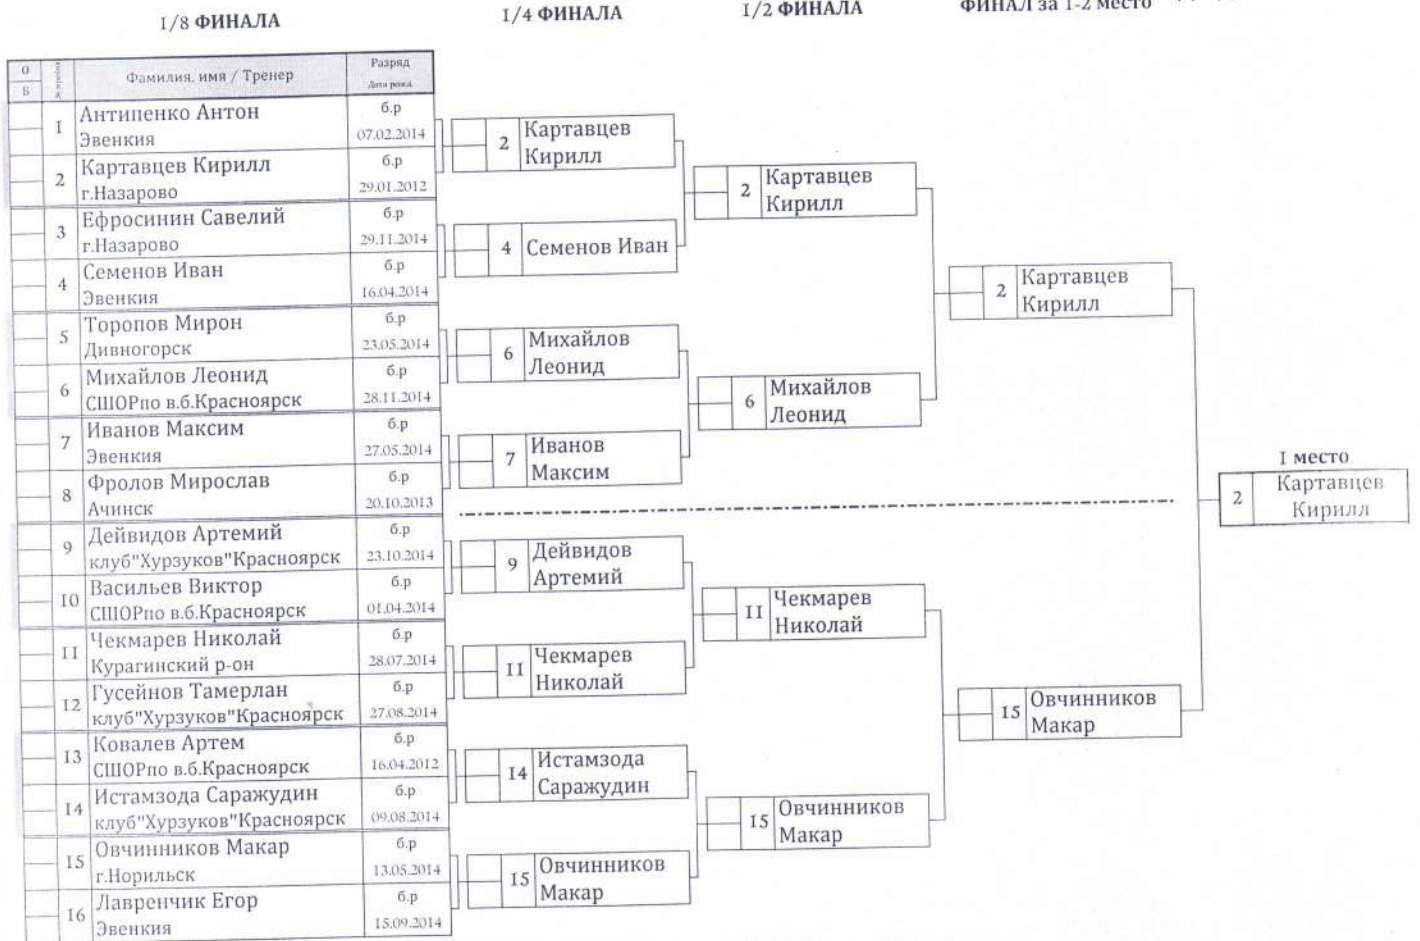 1/8 ФИНАЛА
1/4 ФИНАЛА
1/2 ФИНАЛА
ФИНАЛ за 1-2 место
О
Б
Фамилия, имя / Тренер
Разряд
Дата рожд.
1
Антипенко Антон
б.р
Эвенкия
07.02.2014
2
Картавцев Кирилл
б.р
г.Назарово
29.01.2012
3
Ефросинин Савелий
б.р
г.Назарово
29.11.2014
4
Семенов Иван
б.р
Эвенкия
16.04.2014
5
Торопов Мирон
б.р
Дивногорск
23.05.2014
6
Михайлов Леонид
б.р
СШОРпо в.б.Красноярск
28.11.2014
7
Иванов Максим
б.р
Эвенкия
27.05.2014
8
Фролов Мирослав
б.р
Ачинск
20.10.2013
9
Дейвидов Артемий
б.р
клуб"Хурзуков"Красноярск
23.10.2014
10
Васильев Виктор
б.р
СШОРпо в.б.Красноярск
01.04.2014
11
Чекмарев Николай
б.р
Курагинский р-он
28.07.2014
12
Гусейнов Тамерлан
б.р
клуб"Хурзуков"Красноярск
27.08.2014
13
Ковалев Артем
б.р
СШОРпо в.б.Красноярск
16.04.2012
14
Истамзода Саражудин
б.р
клуб"Хурзуков"Красноярск
09.08.2014
15
Овчинников Макар
б.р
г.Норильск
13.05.2014
16
Лавренчик Егор
б.р
Эвенкия
15.09.2014
2
Картавцев
Кирилл
4
Семенов Иван
6
Михайлов
Леонид
7
Иванов
Максим
9
Дейвидов
Артемий
11
Чекмарев
Николай
14
Истамзода
Саражудин
15
Овчинников
Макар
2
Картавцев
Кирилл
6
Михайлов
Леонид
11
Чекмарев
Николай
15
Овчинников
Макар
2
Картавцев
Кирилл
15
Овчинников
Макар
1 место
2
Картавцев
Кирилл